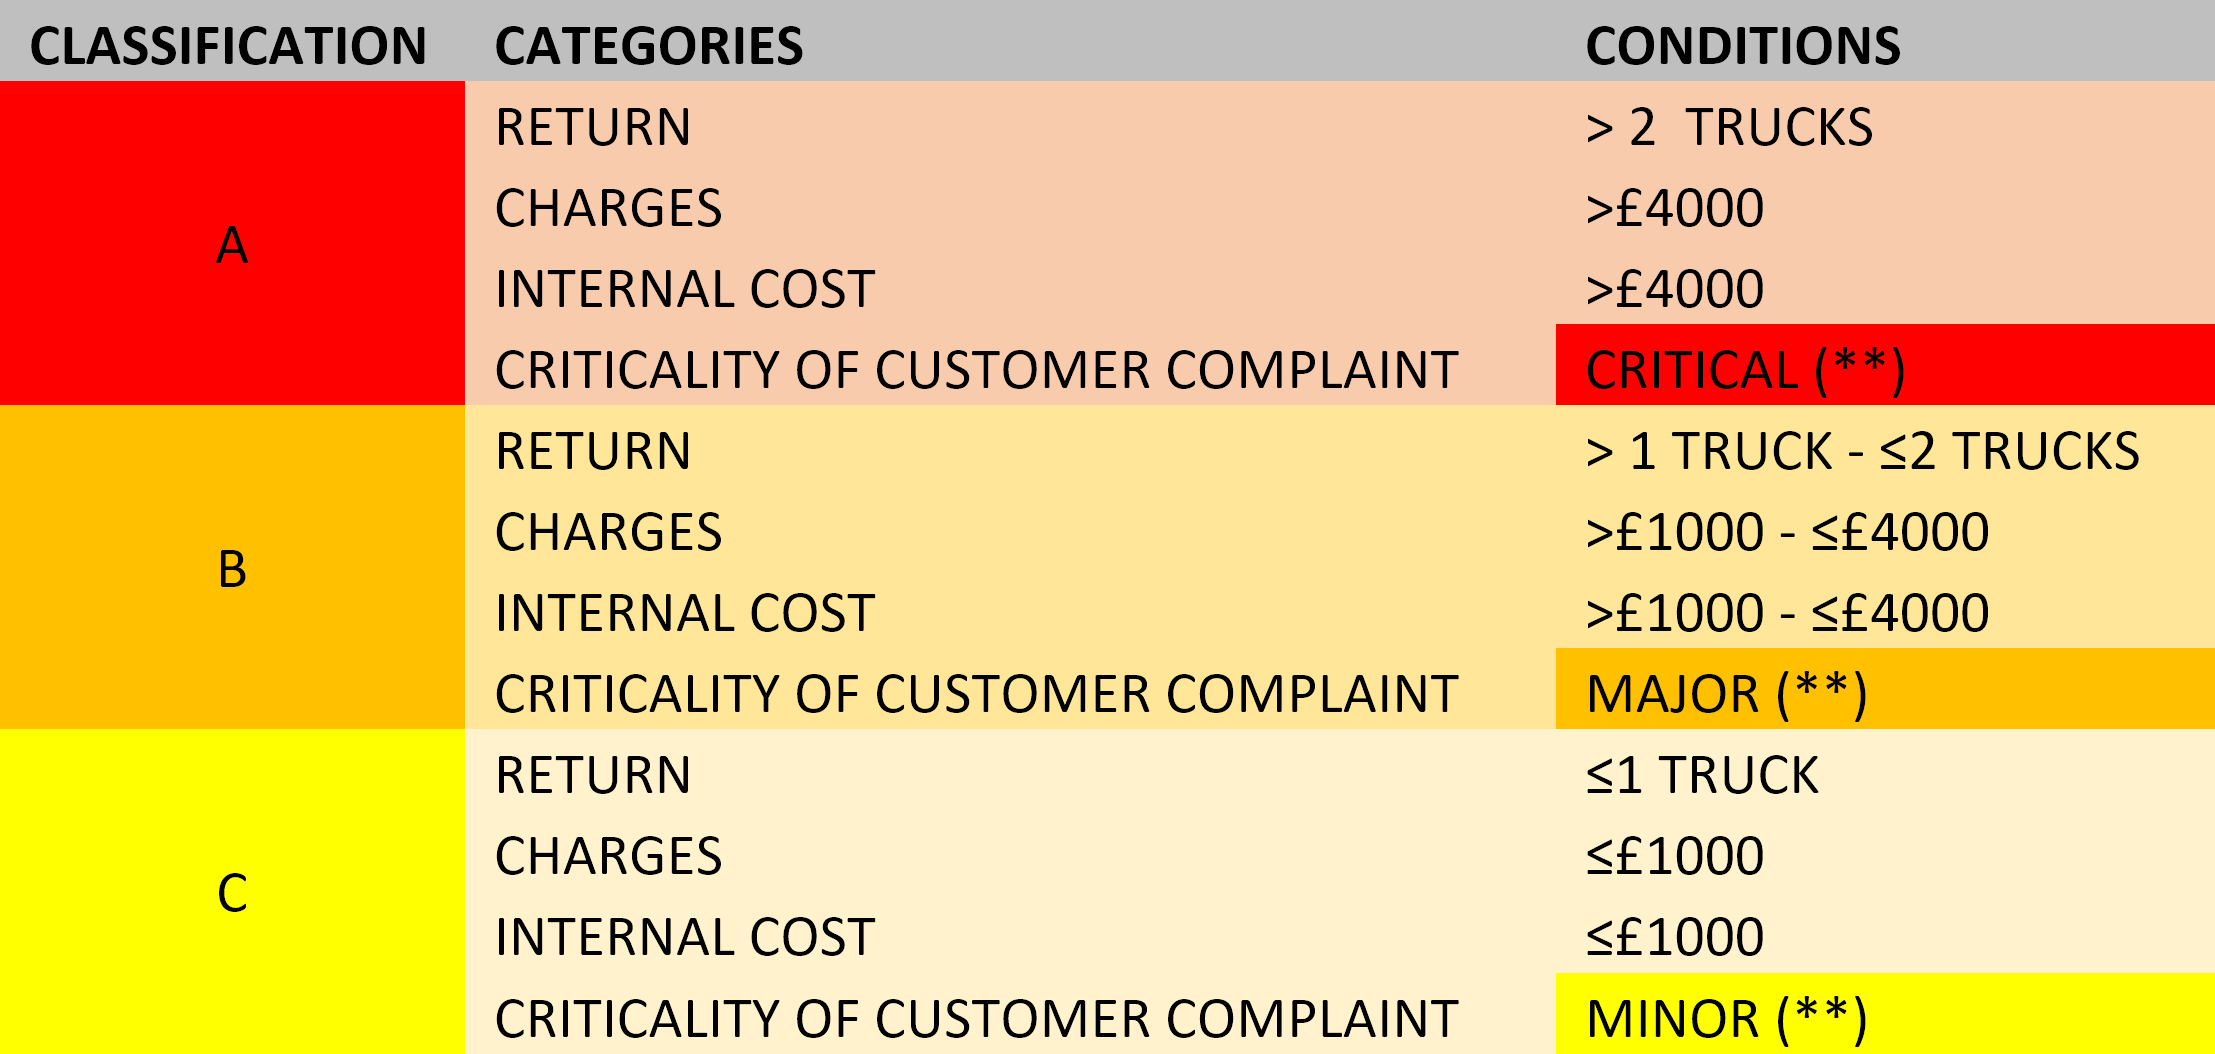 CLASSIFICATION CATEGORIES CONDITIONS
A
RETURN > 2  TRUCKS
CHARGES >£4000
INTERNAL COST >£4000
CRITICALITY OF CUSTOMER COMPLAINT CRITICAL (**)
B
RETURN > 1 TRUCK - ≤2 TRUCKS
CHARGES >£1000 - ≤£4000
INTERNAL COST >£1000 - ≤£4000
CRITICALITY OF CUSTOMER COMPLAINT MAJOR (**)
C
RETURN ≤1 TRUCK
CHARGES ≤£1000
INTERNAL COST ≤£1000
CRITICALITY OF CUSTOMER COMPLAINT MINOR (**)